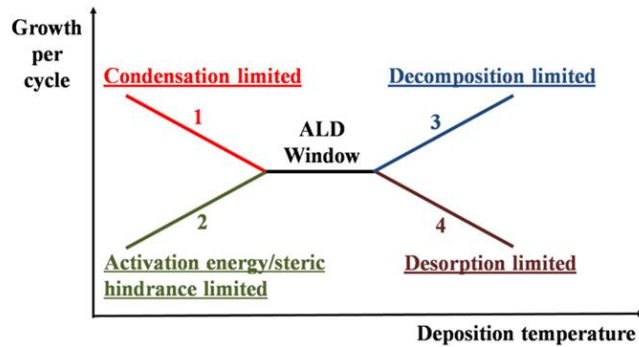 Growth
per
cycle
Condensation limited
Decomposition limited
1
ALD
Window
3
2
4
Activation energy/steric
hindrance limited
Desorption limited
Deposition temperature